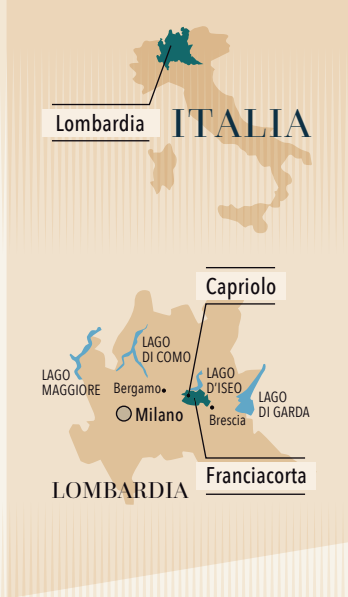 Lombardia
ITALIA
Capriolo
LAGO
DI COMO
LAGO
MAGGIORE
LAGO
D'ISEO
Bergamo
LAGO
DI GARDA
Milano
Brescia
Franciacorta
LOMBARDIA